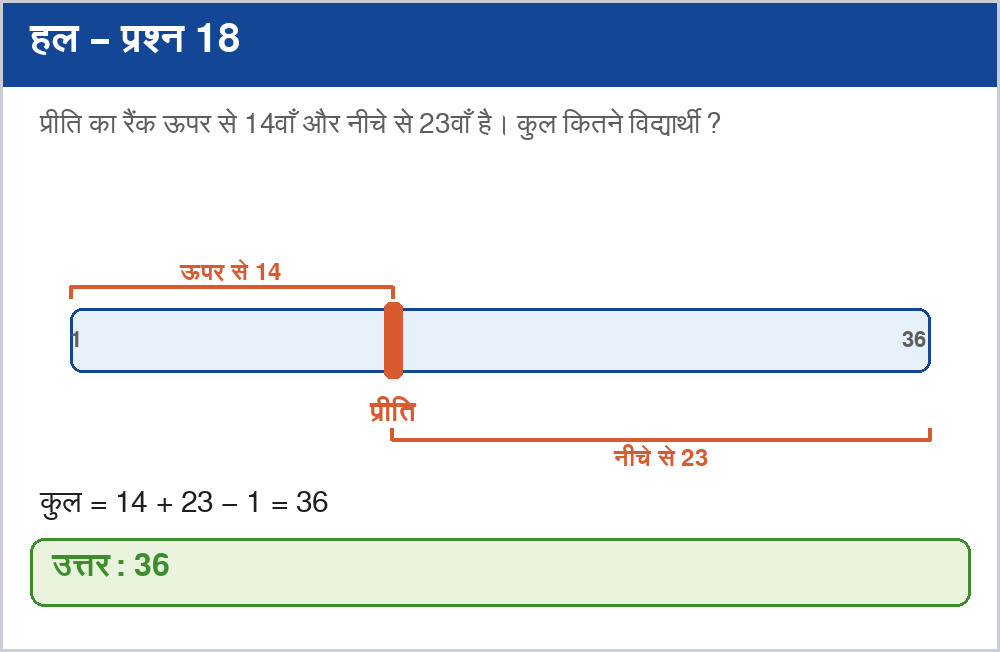 हल – प्रश्न 18
प्रीति का रैंक ऊपर से 14वाँ और नीचे से 23वाँ है। कुल कितने विद्यार्थी ?
ऊपर से 14
1
36
प्रीति
नीचे से 23
कुल = 14 + 23 – 1 = 36
उत्तर : 36